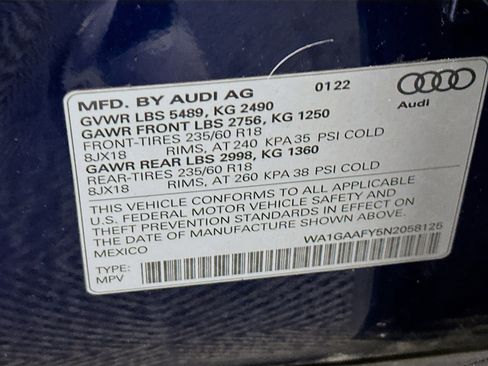 MFD. BY AUDI AG 0122
GVWR LBS 5489, KG 2490
GAWR FRONT LBS 2756, KG 1250
FRONT-TIRES 235/60 R18
8JX18 RIMS, AT 240 KPA 35 PSI COLD
GAWR REAR LBS 2998, KG 1360
REAR-TIRES 235/60 R18
8JX18 RIMS, AT 260 KPA 38 PSI COLD
Audi
THIS VEHICLE CONFORMS TO ALL APPLICABLE
U.S. FEDERAL MOTOR VEHICLE SAFETY AND
THEFT PREVENTION STANDARDS IN EFFECT ON
THE DATE OF MANUFACTURE SHOWN ABOVE.
MEXICO WA1GAAFY5N2058125
TYPE:
MPV